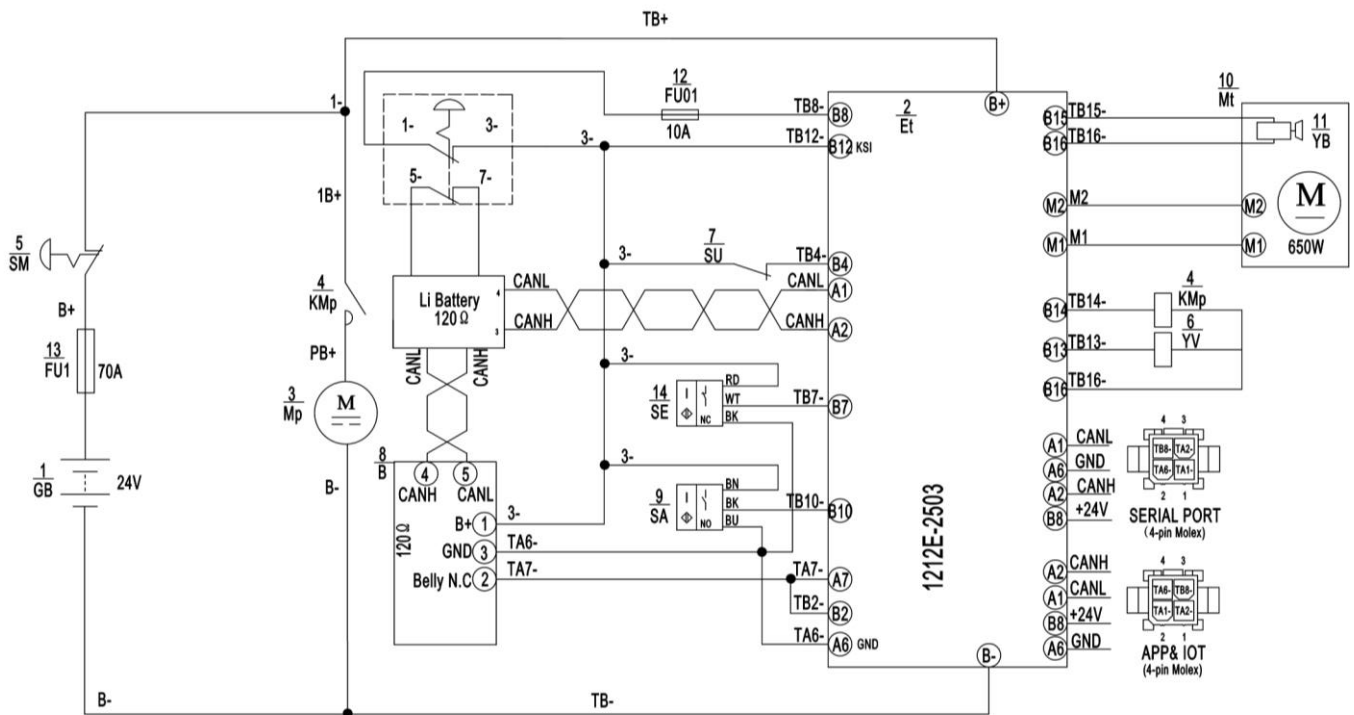 TB+
1-
1-
3-
5-
7-
12
FU01
10A
TB8-
B8
2
Et
B+
3-
TB12-
B12 KSI
TB15-
B15
TB16-
B16
10
Mt
11
YB
M
650W
M2
M2
M2
M1
M1
M1
1B+
5
SM
B+
4
KMp
PB+
13
FU1
70A
3
Mp
M
1
GB
24V
B-
Li Battery
120Ω
4
3
CANL
CANH
CANL
CANH
3-
7
SU
TB4-
B4
CANL
A1
CANH
A2
TB14-
B14
TB13-
B13
TB16-
B16
4
KMp
6
YV
3-
14
SE
RD
WT
BK
NC
TB7-
B7
3-
9
SA
BN
BK
BU
NO
TB10-
B10
8
B
4
5
CANH
CANL
120Ω
B+ 1
3-
GND 3
TA6-
Belly N.C 2
TA7-
TA7-
A7
TB2-
B2
TA6-
A6 GND
1212E-2503
A1 CANL
A6 GND
A2 CANH
B8 +24V
4 3
TB8- TA2-
TA6- TA1-
2 1
SERIAL PORT
(4-pin Molex)
A2 CANH
A1 CANL
B8 +24V
A6 GND
4 3
TA6- TB8-
TA1- TA2-
2 1
APP& IOT
(4-pin Molex)
B-
B-
TB-